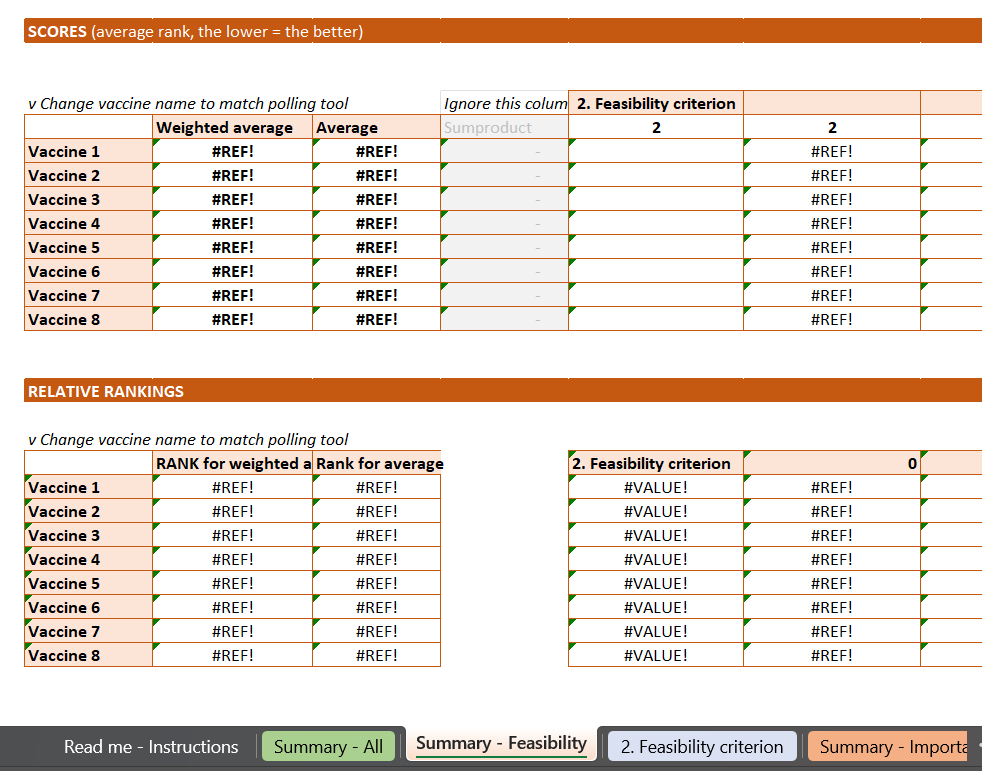 SCORES (average rank, the lower = the better)
v Change vaccine name to match polling tool Ignore this colum 2. Feasibility criterion
Weighted average Average Sumproduct 2 2
Vaccine 1 #REF! #REF! - #REF!
Vaccine 2 #REF! #REF! - #REF!
Vaccine 3 #REF! #REF! - #REF!
Vaccine 4 #REF! #REF! - #REF!
Vaccine 5 #REF! #REF! - #REF!
Vaccine 6 #REF! #REF! - #REF!
Vaccine 7 #REF! #REF! - #REF!
Vaccine 8 #REF! #REF! - #REF!
RELATIVE RANKINGS
v Change vaccine name to match polling tool
RANK for weighted a Rank for average 2. Feasibility criterion 0
Vaccine 1 #REF! #REF! #VALUE! #REF!
Vaccine 2 #REF! #REF! #VALUE! #REF!
Vaccine 3 #REF! #REF! #VALUE! #REF!
Vaccine 4 #REF! #REF! #VALUE! #REF!
Vaccine 5 #REF! #REF! #VALUE! #REF!
Vaccine 6 #REF! #REF! #VALUE! #REF!
Vaccine 7 #REF! #REF! #VALUE! #REF!
Vaccine 8 #REF! #REF! #VALUE! #REF!
Read me - Instructions Summary - All Summary - Feasibility 2. Feasibility criterion Summary - Importa